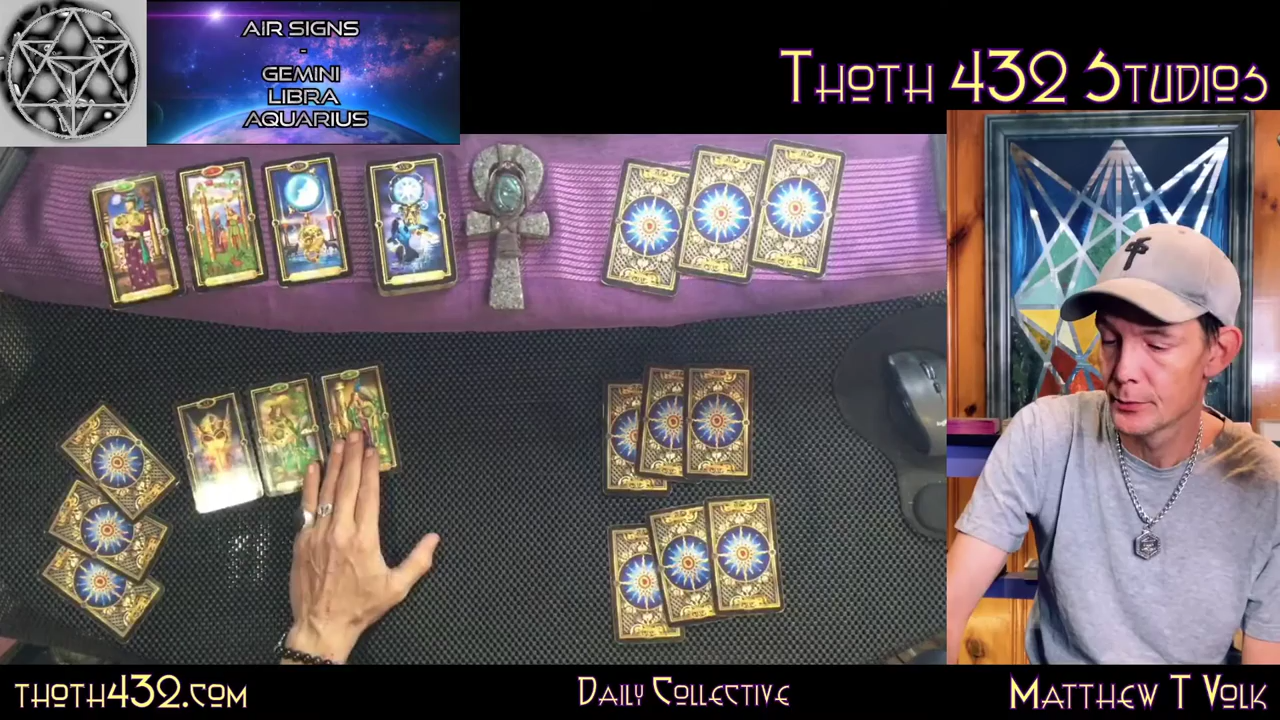 AIR SIGNS
-
GEMINI
LIBRA
AQUARIUS
THOTH 432 STUDIOS
THOTH432.COM
DAILY COLLECTIVE
MATTHEW T VOLK